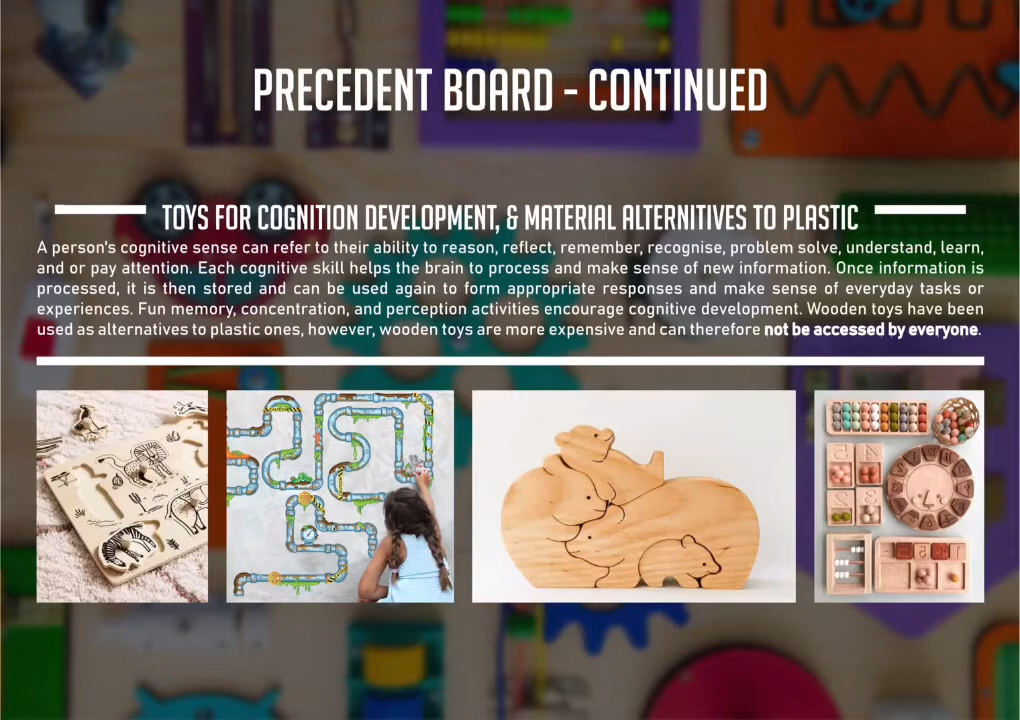 PRECEDENT BOARD - CONTINUED
TOYS FOR COGNITION DEVELOPMENT, & MATERIAL ALTERNITIVES TO PLASTIC
A person's cognitive sense can refer to their ability to reason, reflect, remember, recognise, problem solve, understand, learn,
and or pay attention. Each cognitive skill helps the brain to process and make sense of new information. Once information is
processed, it is then stored and can be used again to form appropriate responses and make sense of everyday tasks or
experiences. Fun memory, concentration, and perception activities encourage cognitive development. Wooden toys have been
used as alternatives to plastic ones, however, wooden toys are more expensive and can therefore not be accessed by everyone.